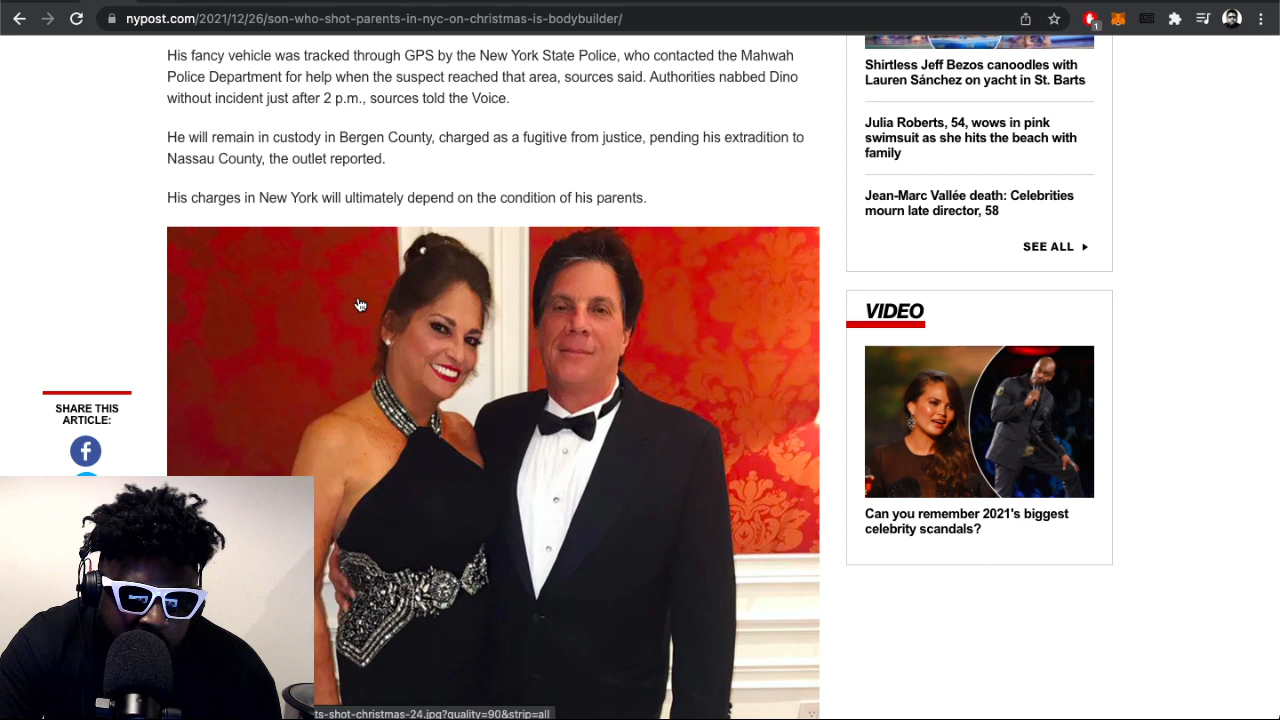 nypost.com/2021/12/26/son-who-shot-parents-in-nyc-on-christmas-is-bodybuilder/
1
His fancy vehicle was tracked through GPS by the New York State Police, who contacted the Mahwah
Police Department for help when the suspect reached that area, sources said. Authorities nabbed Dino
without incident just after 2 p.m., sources told the Voice.
He will remain in custody in Bergen County, charged as a fugitive from justice, pending his extradition to
Nassau County, the outlet reported.
His charges in New York will ultimately depend on the condition of his parents.
SHARE THIS
ARTICLE:
f
ts-shot-christmas-24.jpg?quality=90&strip=all
Shirtless Jeff Bezos canoodles with
Lauren Sánchez on yacht in St. Barts
Julia Roberts, 54, wows in pink
swimsuit as she hits the beach with
family
Jean-Marc Vallée death: Celebrities
mourn late director, 58
SEE ALL
VIDEO
Can you remember 2021's biggest
celebrity scandals?